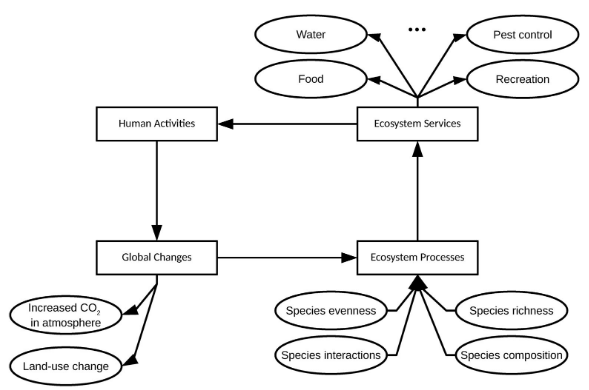 Water
...
Pest control
Food
Recreation
Human Activities
Ecosystem Services
Global Changes
Ecosystem Processes
Increased CO₂
in atmosphere
Species evenness
Species richness
Land-use change
Species interactions
Species composition